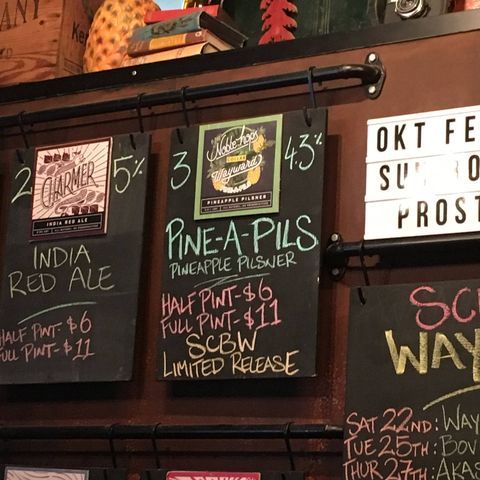 ANY
2
5%
CHARMER
INDIA RED ALE
INDIA
RED ALE
HALF PINT-$6
FULL PINT-$11
3
4.3%
Noble-hops
COLLAB
Wayward
PINEAPPLE PILSNER
PINE-A-PILS
PINEAPPLE PILSNER
HALF PINT-$6
FULL PINT-$11
SCBW
LIMITED RELEASE
OKT FE
SU
O
PROST
SC
WAY
SAT 22ND: WAY
TUE 25TH: BOV
THUR 27TH: AKAS